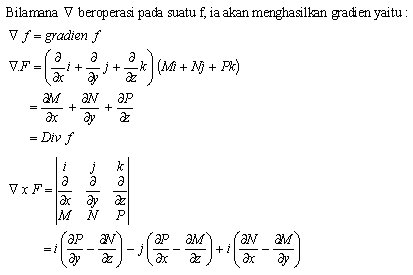 Bilamana ∇ beroperasi pada suatu f, ia akan menghasilkan gradien yaitu :
∇ f = gradien f
∇.F = (∂/∂x i + ∂/∂y j + ∂/∂z k) (Mi + Nj + Pk)
= ∂M/∂x + ∂N/∂y + ∂P/∂z
= Div f
∇ x F = | i j k |
| ∂/∂x ∂/∂y ∂/∂z |
| M N P |
= i (∂P/∂y − ∂N/∂z) − j (∂P/∂x − ∂M/∂z) + i (∂N/∂x − ∂M/∂y)